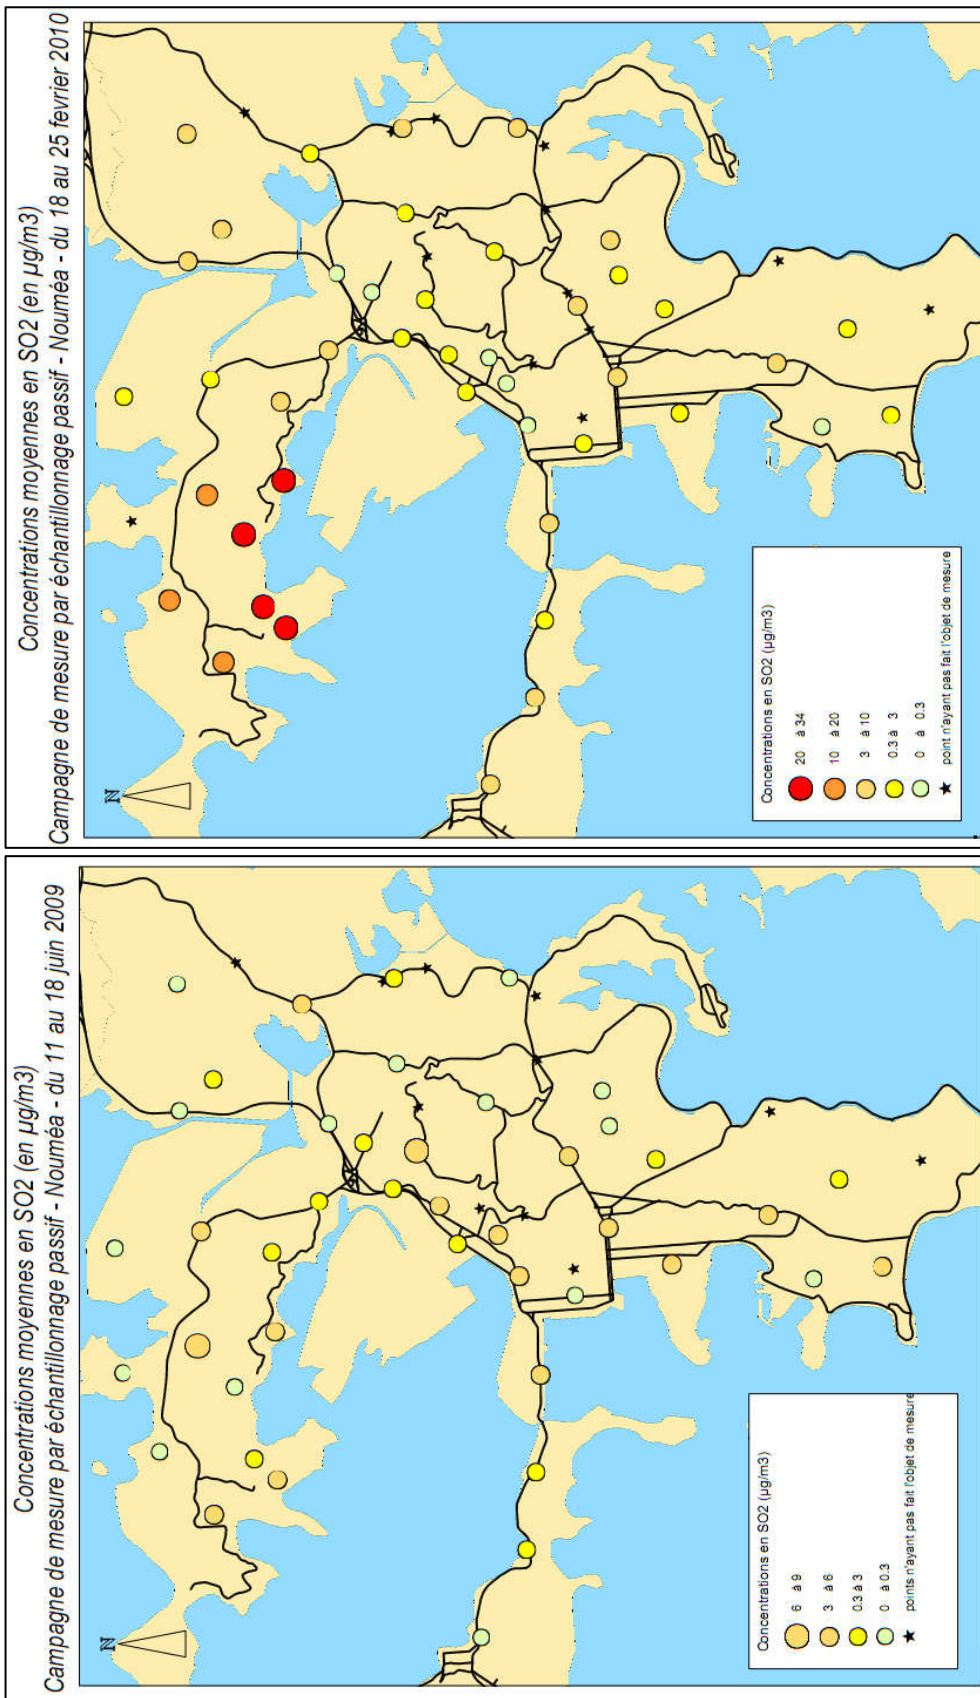 Concentrations moyennes en SO2 (en µg/m3)
Campagne de mesure par échantillonnage passif - Nouméa - du 11 au 18 juin 2009
N
Concentrations en SO2 (µg/m3)
6 à 9
3 à 6
0.3 à 3
0 à 0.3
points n'ayant pas fait l'objet de mesure
Concentrations moyennes en SO2 (en µg/m3)
Campagne de mesure par échantillonnage passif - Nouméa - du 18 au 25 fevrier 2010
N
Concentrations en SO2 (µg/m3)
20 à 34
10 à 20
3 à 10
0.3 à 3
0 à 0.3
point n'ayant pas fait l'objet de mesure